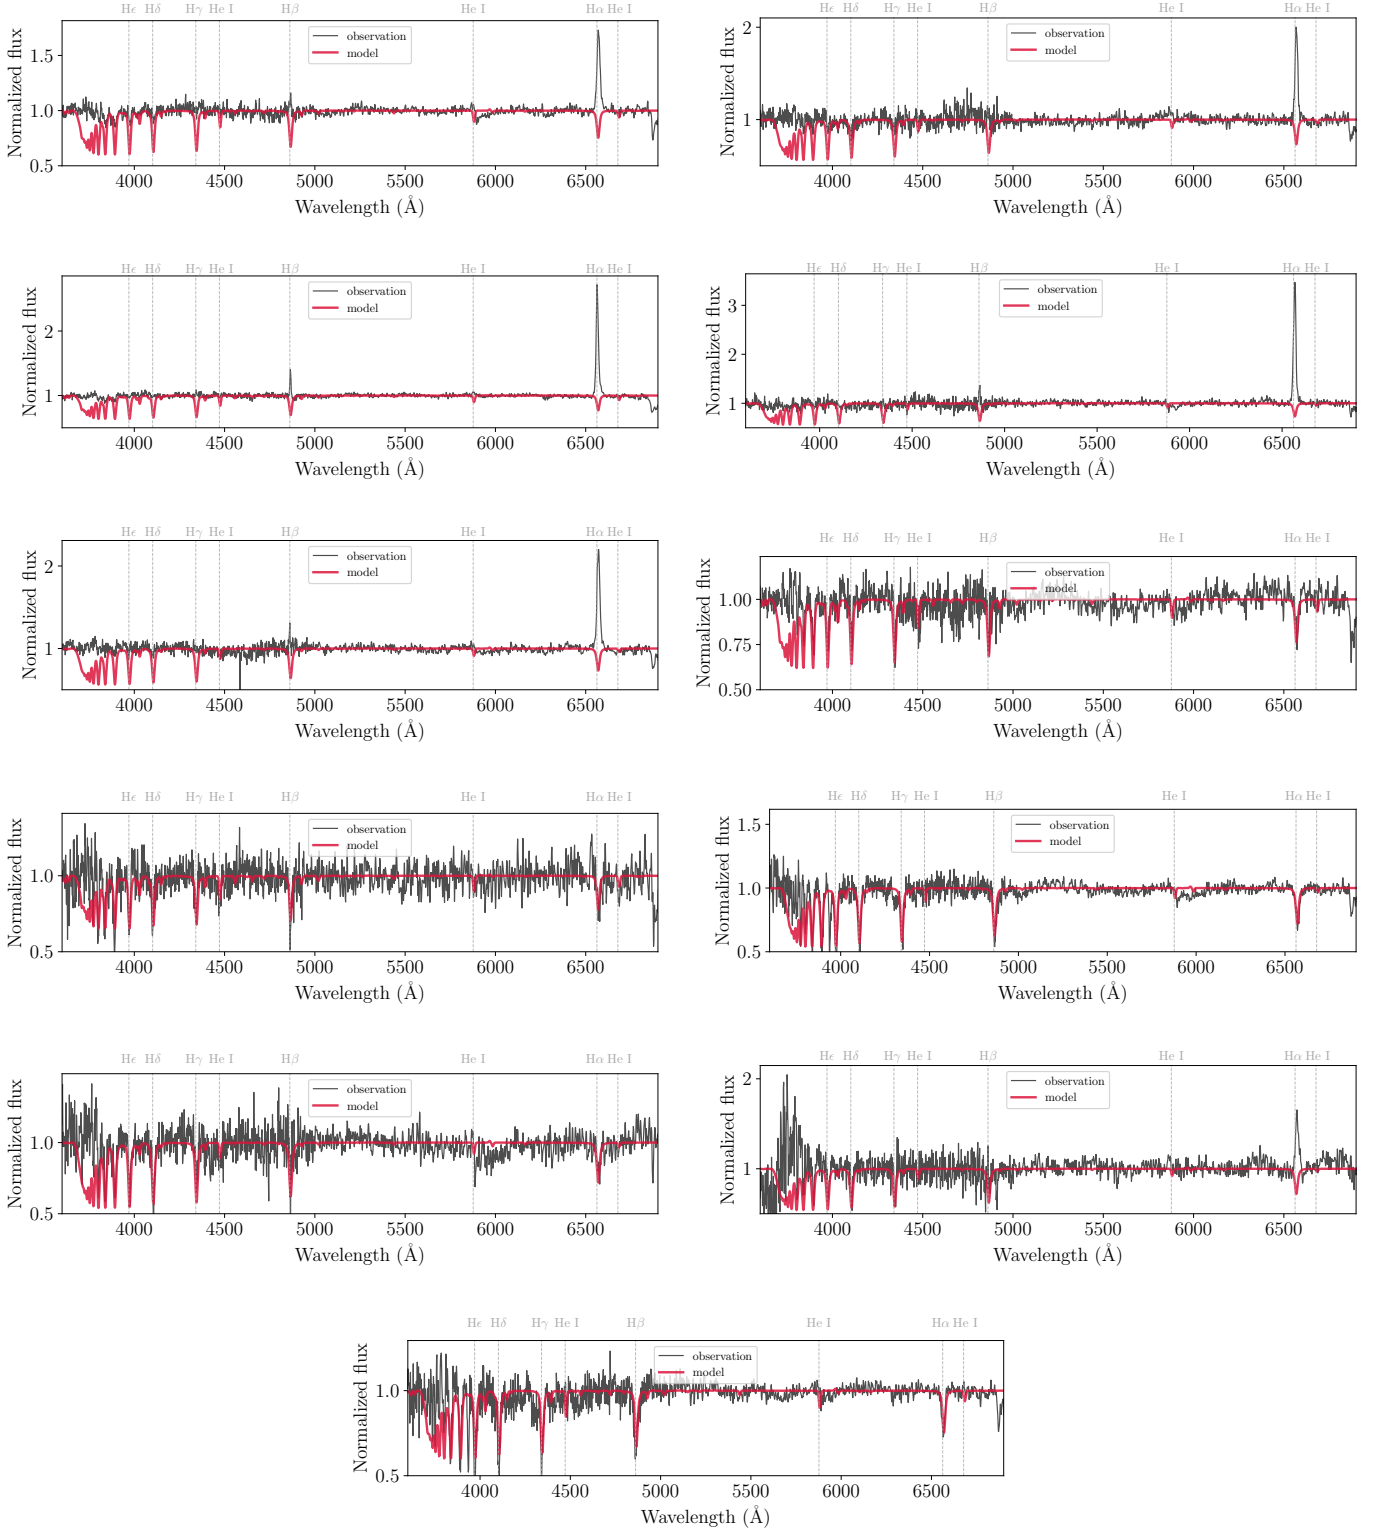 Hϵ Hδ Hγ He I Hβ He I Hα He I
Normalized flux
1.5
1.0
0.5
observation
model
4000 4500 5000 5500 6000 6500
Wavelength (Å)
Hϵ Hδ Hγ He I Hβ He I Hα He I
Normalized flux
2
1
observation
model
4000 4500 5000 5500 6000 6500
Wavelength (Å)
Hϵ Hδ Hγ He I Hβ He I Hα He I
Normalized flux
2
1
observation
model
4000 4500 5000 5500 6000 6500
Wavelength (Å)
Hϵ Hδ Hγ He I Hβ He I Hα He I
Normalized flux
3
2
1
observation
model
4000 4500 5000 5500 6000 6500
Wavelength (Å)
Hϵ Hδ Hγ He I Hβ He I Hα He I
Normalized flux
2
1
observation
model
4000 4500 5000 5500 6000 6500
Wavelength (Å)
Hϵ Hδ Hγ He I Hβ He I Hα He I
Normalized flux
1.00
0.75
0.50
observation
model
4000 4500 5000 5500 6000 6500
Wavelength (Å)
Hϵ Hδ Hγ He I Hβ He I Hα He I
Normalized flux
1.0
0.5
observation
model
4000 4500 5000 5500 6000 6500
Wavelength (Å)
Hϵ Hδ Hγ He I Hβ He I Hα He I
Normalized flux
1.5
1.0
0.5
observation
model
4000 4500 5000 5500 6000 6500
Wavelength (Å)
Hϵ Hδ Hγ He I Hβ He I Hα He I
Normalized flux
1.0
0.5
observation
model
4000 4500 5000 5500 6000 6500
Wavelength (Å)
Hϵ Hδ Hγ He I Hβ He I Hα He I
Normalized flux
2
1
observation
model
4000 4500 5000 5500 6000 6500
Wavelength (Å)
Hϵ Hδ Hγ He I Hβ He I Hα He I
Normalized flux
1.0
0.5
observation
model
4000 4500 5000 5500 6000 6500
Wavelength (Å)